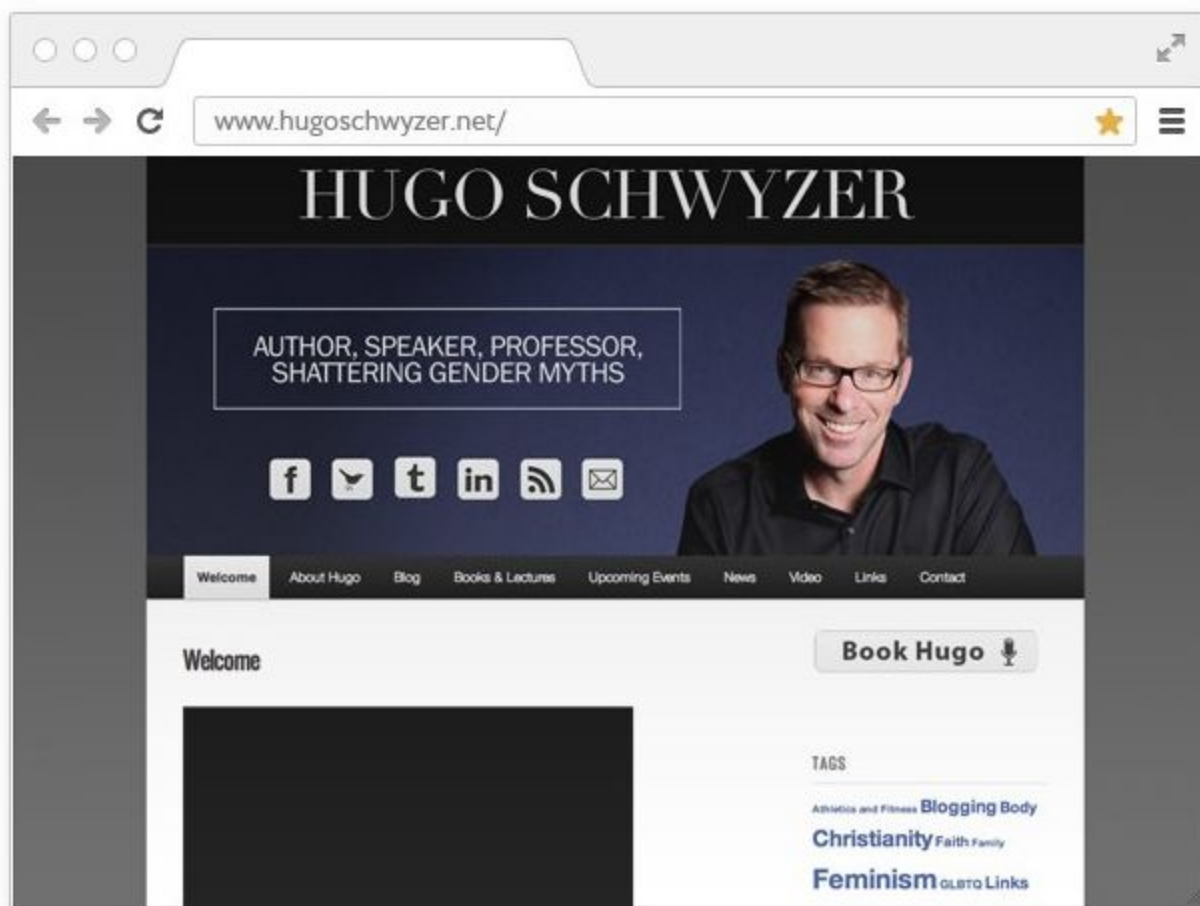 www.hugoschwyzer.net/
HUGO SCHWYZER
AUTHOR, SPEAKER, PROFESSOR,
SHATTERING GENDER MYTHS
f t in
Welcome About Hugo Blog Books & Lectures Upcoming Events News Video Links Contact
Welcome
Book Hugo
TAGS
Athletics and Fitness Blogging Body
Christianity Faith Family
Feminism GLBTQ Links